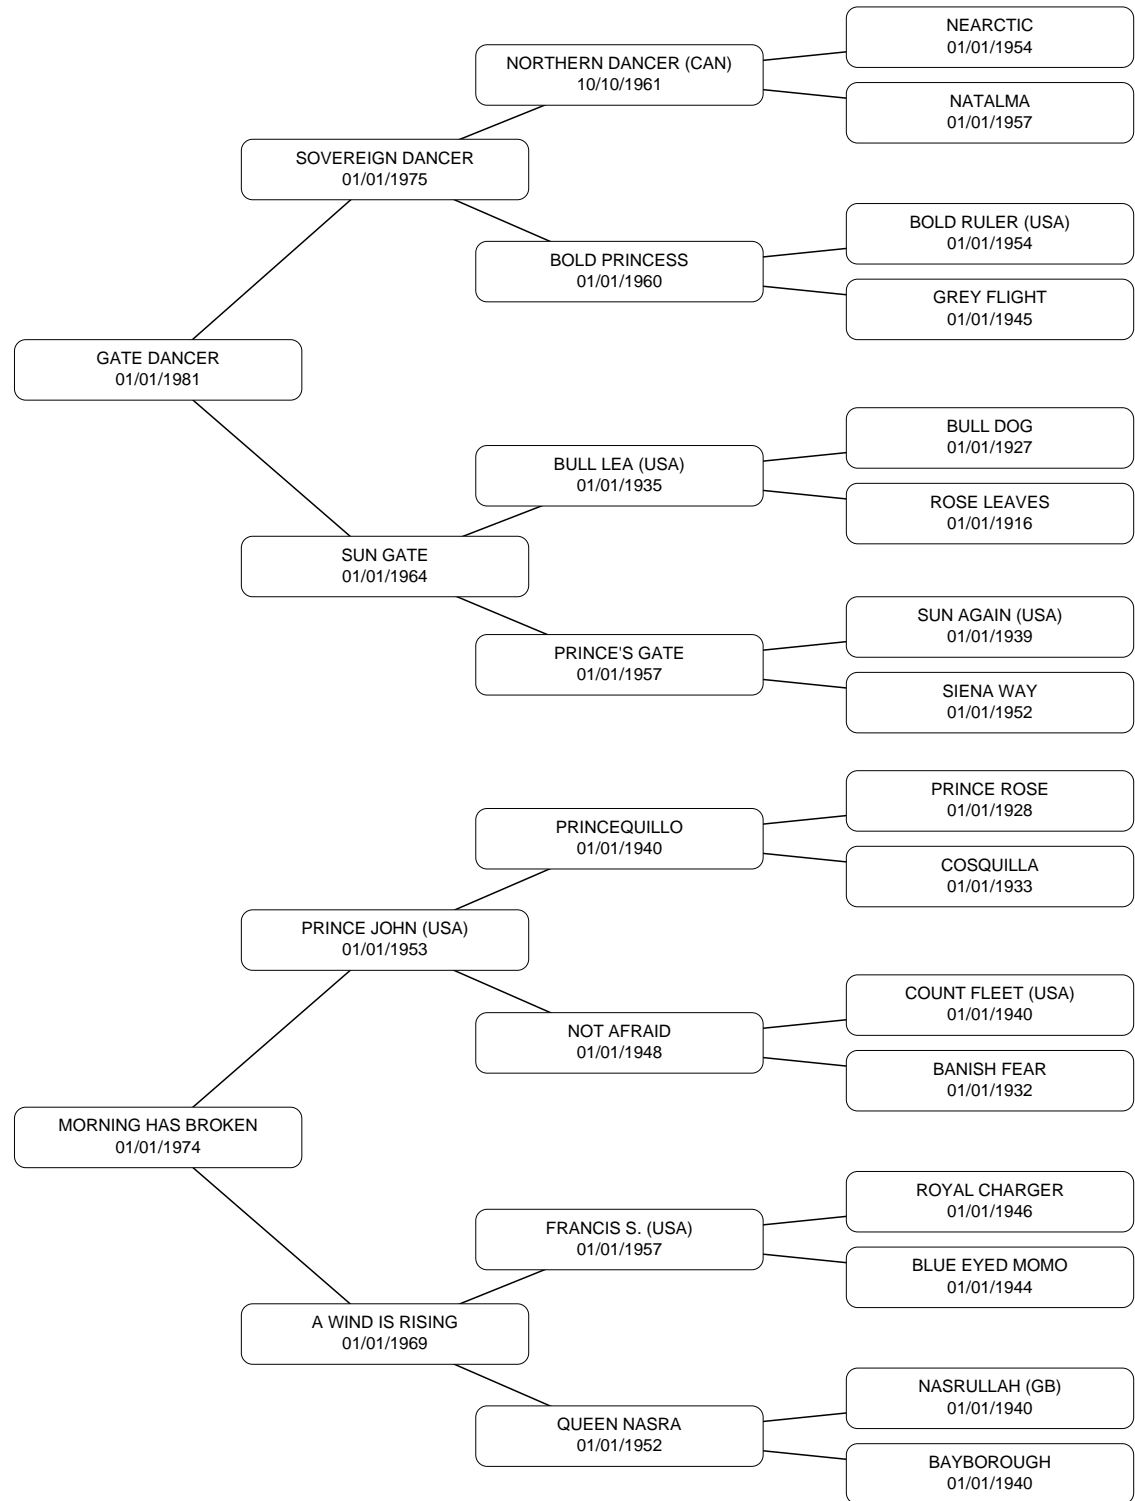 NEARCTIC
01/01/1954
NORTHERN DANCER (CAN)
10/10/1961
NATALMA
01/01/1957
SOVEREIGN DANCER
01/01/1975
BOLD RULER (USA)
01/01/1954
BOLD PRINCESS
01/01/1960
GREY FLIGHT
01/01/1945
GATE DANCER
01/01/1981
BULL DOG
01/01/1927
BULL LEA (USA)
01/01/1935
ROSE LEAVES
01/01/1916
SUN GATE
01/01/1964
SUN AGAIN (USA)
01/01/1939
PRINCE'S GATE
01/01/1957
SIENA WAY
01/01/1952
PRINCE ROSE
01/01/1928
PRINCEQUILLO
01/01/1940
COSQUILLA
01/01/1933
PRINCE JOHN (USA)
01/01/1953
COUNT FLEET (USA)
01/01/1940
NOT AFRAID
01/01/1948
BANISH FEAR
01/01/1932
MORNING HAS BROKEN
01/01/1974
ROYAL CHARGER
01/01/1946
FRANCIS S. (USA)
01/01/1957
BLUE EYED MOMO
01/01/1944
A WIND IS RISING
01/01/1969
NASRULLAH (GB)
01/01/1940
QUEEN NASRA
01/01/1952
BAYBOROUGH
01/01/1940